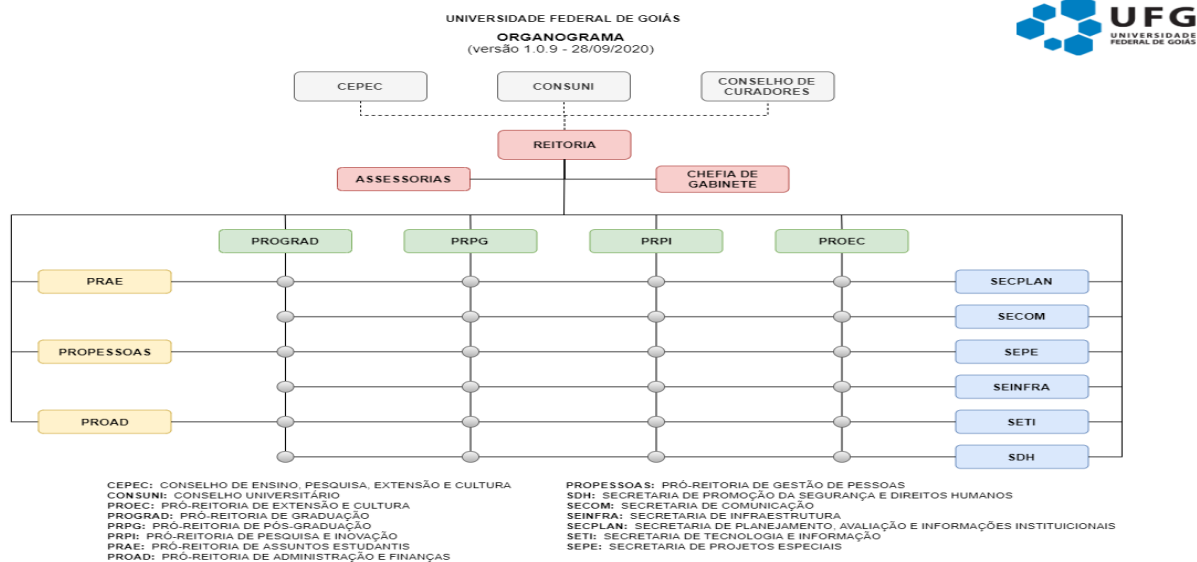 UNIVERSIDADE FEDERAL DE GOIÁS
ORGANOGRAMA
(versão 1.0.9 - 28/09/2020)
UFG
UNIVERSIDADE
FEDERAL DE GOIÁS
CEPEC
CONSUNI
CONSELHO DE
CURADORES
REITORIA
ASSESSORIAS
CHEFIA DE
GABINETE
PROGRAD
PRPG
PRPI
PROEC
PRAE
SECPLAN
SECOM
PROPESSOAS
SEPE
SEINFRA
PROAD
SETI
SDH
CEPEC: CONSELHO DE ENSINO, PESQUISA, EXTENSÃO E CULTURA
CONSUNI: CONSELHO UNIVERSITÁRIO
PROEC: PRÓ-REITORIA DE EXTENSÃO E CULTURA
PROGRAD: PRÓ-REITORIA DE GRADUAÇÃO
PRPG: PRÓ-REITORIA DE PÓS-GRADUAÇÃO
PRPI: PRÓ-REITORIA DE PESQUISA E INOVAÇÃO
PRAE: PRÓ-REITORIA DE ASSUNTOS ESTUDANTIS
PROAD: PRÓ-REITORIA DE ADMINISTRAÇÃO E FINANÇAS
PROPESSOAS: PRÓ-REITORIA DE GESTÃO DE PESSOAS
SDH: SECRETARIA DE PROMOÇÃO DA SEGURANÇA E DIREITOS HUMANOS
SECOM: SECRETARIA DE COMUNICAÇÃO
SEINFRA: SECRETARIA DE INFRAESTRUTURA
SECPLAN: SECRETARIA DE PLANEJAMENTO, AVALIAÇÃO E INFORMAÇÕES INSTITUICIONAIS
SETI: SECRETARIA DE TECNOLOGIA E INFORMAÇÃO
SEPE: SECRETARIA DE PROJETOS ESPECIAIS